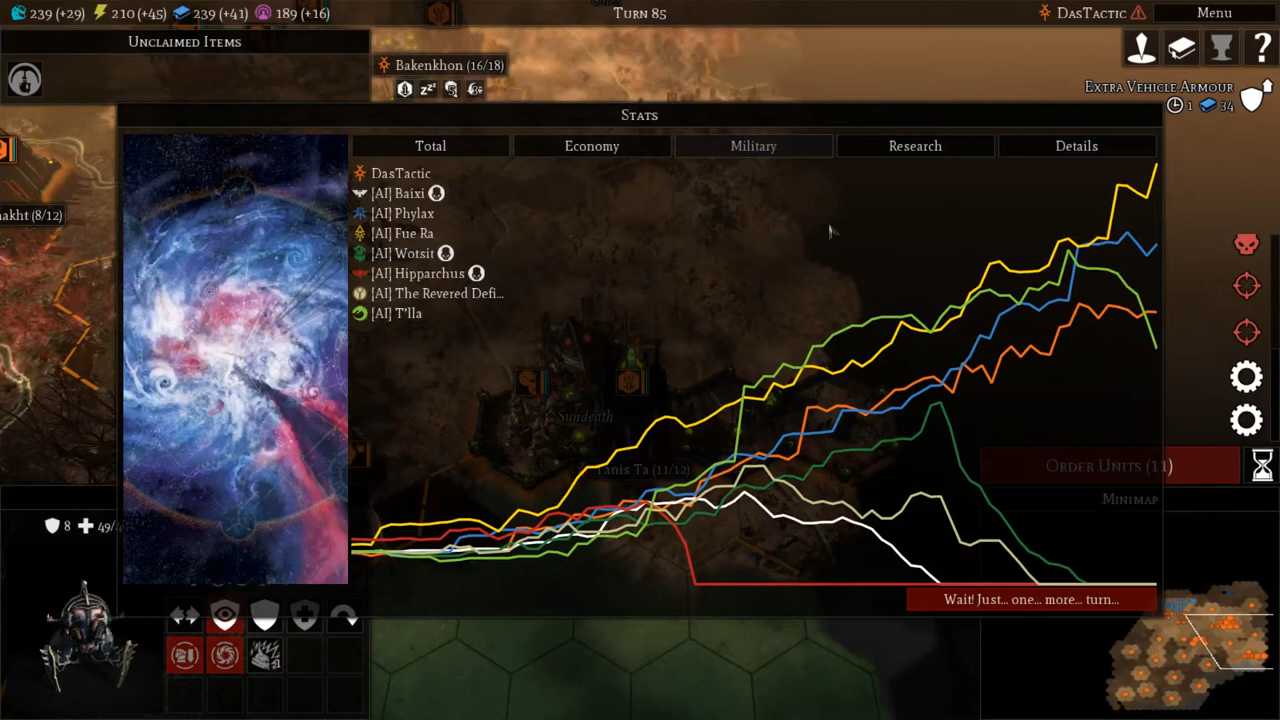 239 (+29) 210 (+45) 239 (+41) 189 (+16)
Turn 85
DasTactic
Menu
Unclaimed Items
Bakenkhon (16/18)
Extra Vehicle Armour
1 34
Stats
Total Economy Military Research Details
DasTactic
[AI] Baixi
[AI] Phylax
[AI] Fue Ra
[AI] Wotsit
[AI] Hipparchus
[AI] The Revered Defi...
[AI] T'lla
akht (8/12)
Sundeath
Tanis Ta (11/12)
Order Units (11)
Minimap
8 49/4
Wait! Just... one... more... turn...
21